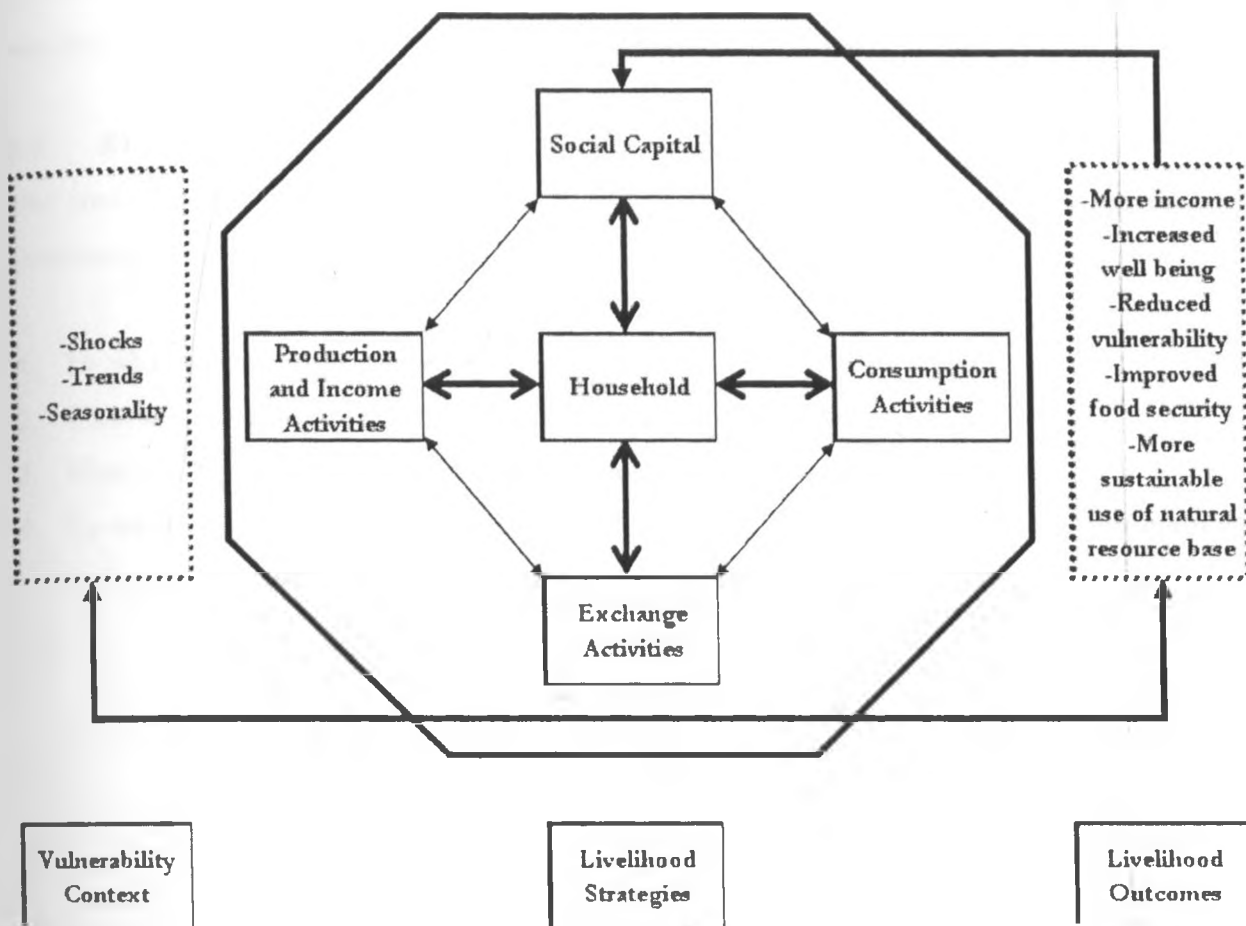 Social Capital
-Shocks
-Trends
-Seasonality
Production
and Income
Activities
Household
Consumption
Activities
-More income
-Increased
well being
-Reduced
vulnerability
-Improved
food security
-More
sustainable
use of natural
resource base
Exchange
Activities
Vulnerability
Context
Livelihood
Strategies
Livelihood
Outcomes